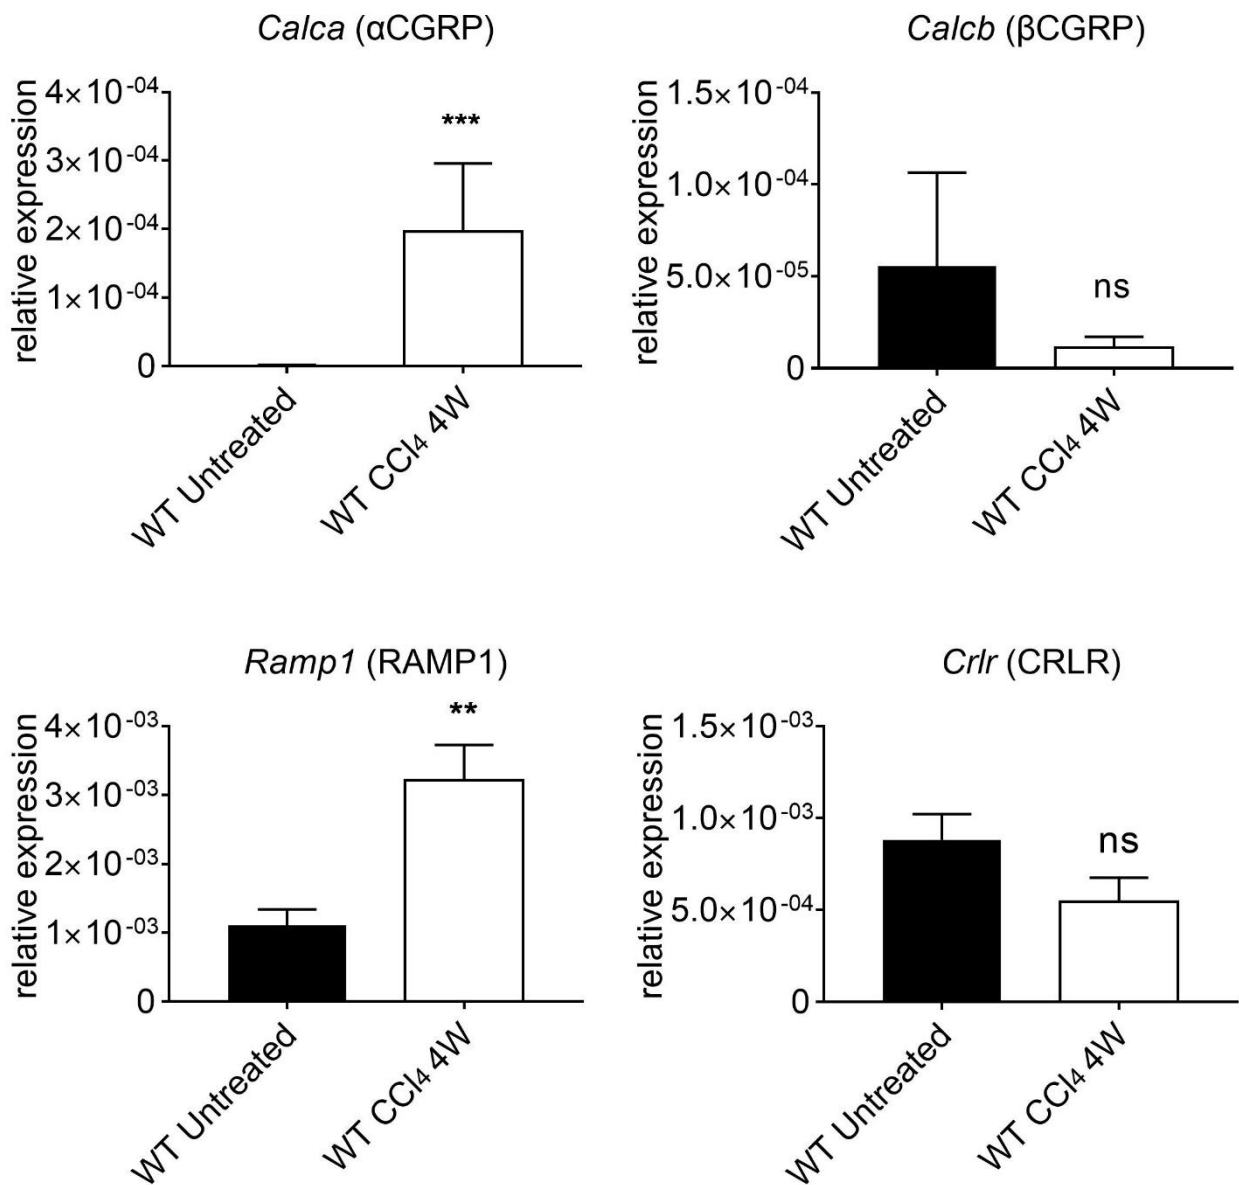 Calca (αCGRP)
relative expression
4×10⁻⁰⁴
3×10⁻⁰⁴
2×10⁻⁰⁴
1×10⁻⁰⁴
0
***
WT Untreated
WT CCl₄ 4W
Calcb (βCGRP)
relative expression
1.5×10⁻⁰⁴
1.0×10⁻⁰⁴
5.0×10⁻⁰⁵
0
ns
WT Untreated
WT CCl₄ 4W
Ramp1 (RAMP1)
relative expression
4×10⁻⁰³
3×10⁻⁰³
2×10⁻⁰³
1×10⁻⁰³
0
**
WT Untreated
WT CCl₄ 4W
Crlr (CRLR)
relative expression
1.5×10⁻⁰³
1.0×10⁻⁰³
5.0×10⁻⁰⁴
0
ns
WT Untreated
WT CCl₄ 4W